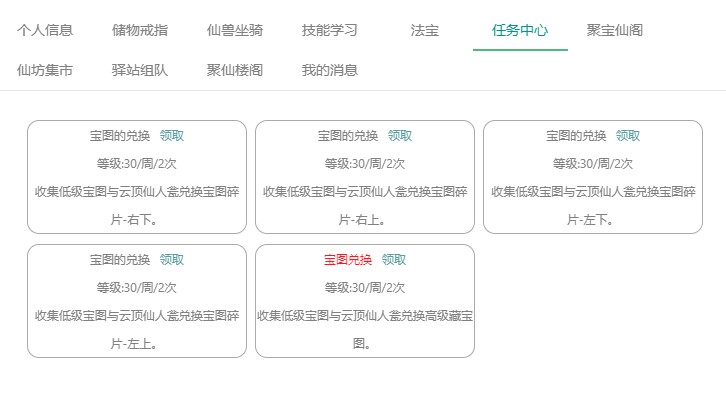 个人信息 储物戒指 仙兽坐骑 技能学习 法宝 任务中心 聚宝仙阁
仙坊集市 驿站组队 聚仙楼阁 我的消息
宝图的兑换 领取
等级:30/周/2次
收集低级宝图与云顶仙人盒兑换宝图碎
片-右下。
宝图的兑换 领取
等级:30/周/2次
收集低级宝图与云顶仙人盒兑换宝图碎
片-右上。
宝图的兑换 领取
等级:30/周/2次
收集低级宝图与云顶仙人盒兑换宝图碎
片-左下。
宝图的兑换 领取
等级:30/周/2次
收集低级宝图与云顶仙人盒兑换宝图碎
片-左上。
宝图兑换 领取
等级:30/周/2次
收集低级宝图与云顶仙人盒兑换高级藏宝
图。